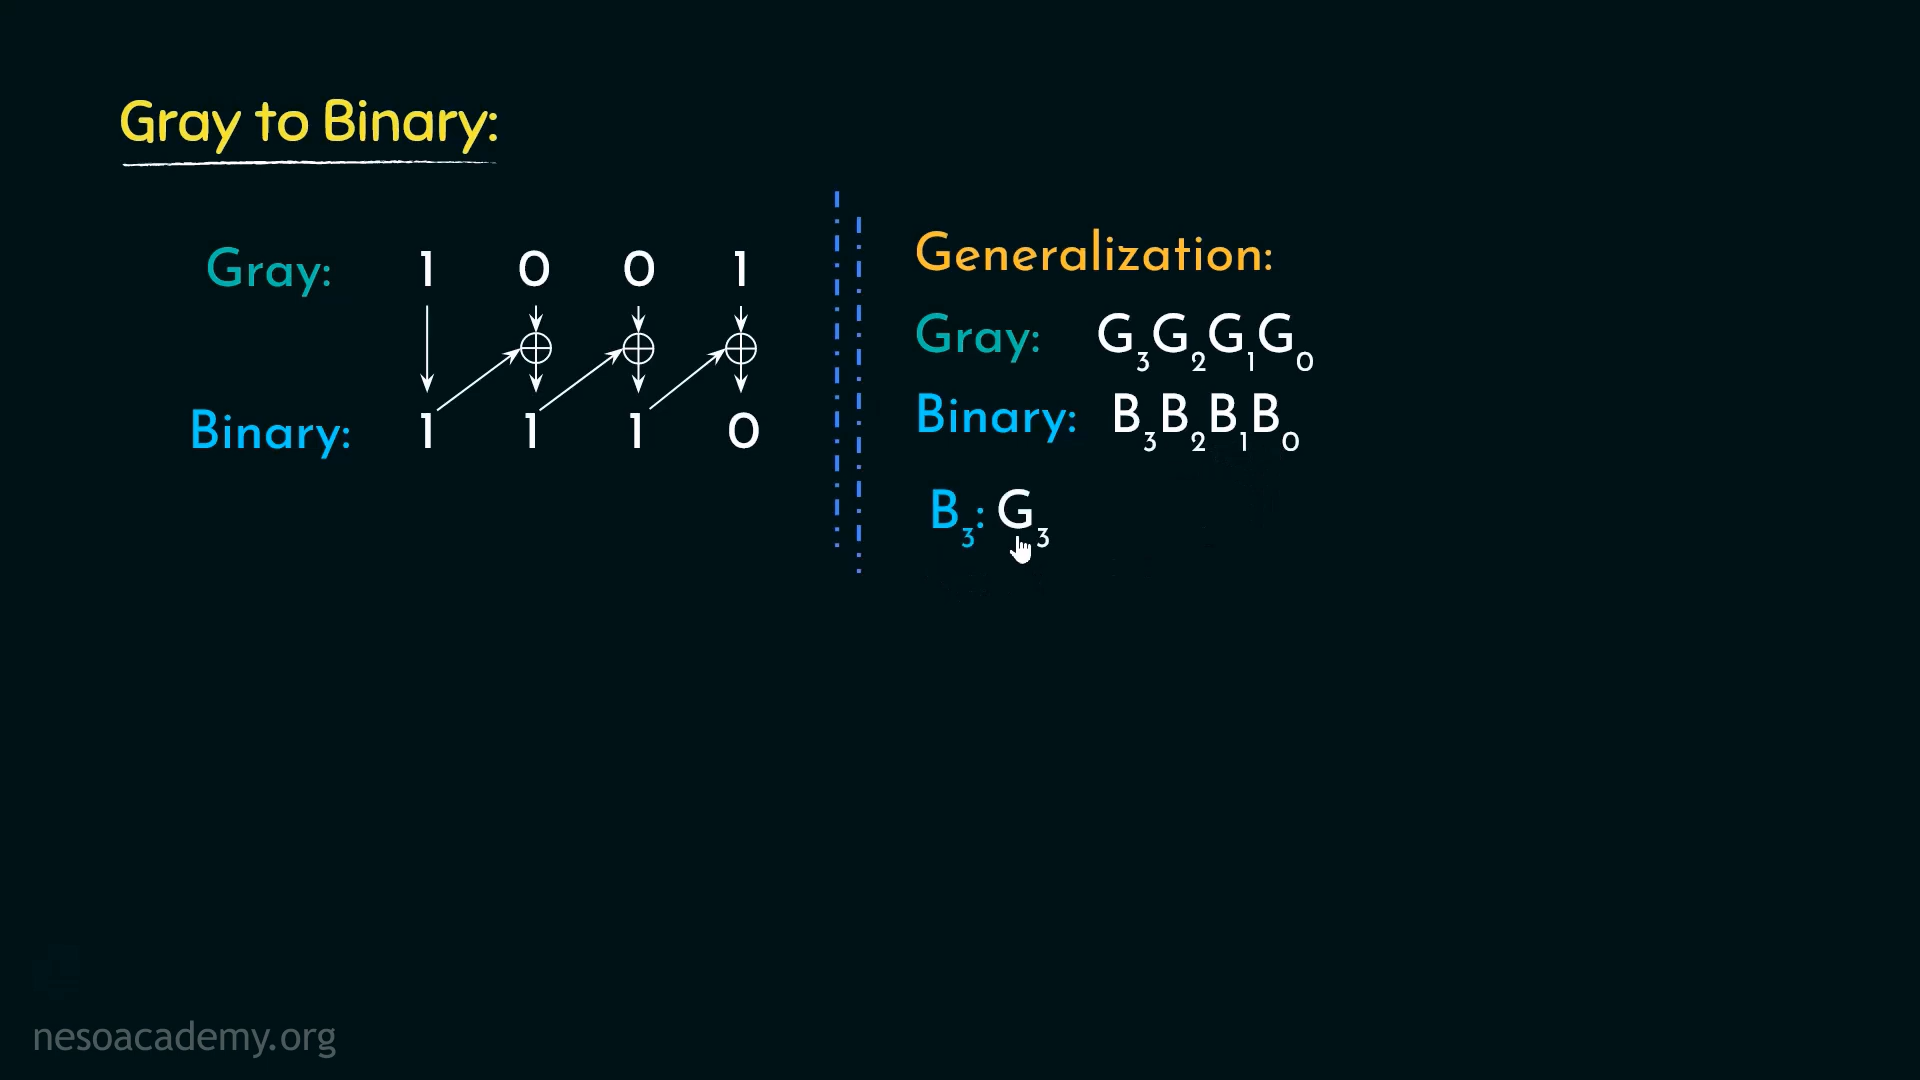 Gray to Binary:
Gray: 1 0 0 1
Binary: 1 1 1 0
Generalization:
Gray: G₃G₂G₁G₀
Binary: B₃B₂B₁B₀
B₃: G₃
nesoacademy.org